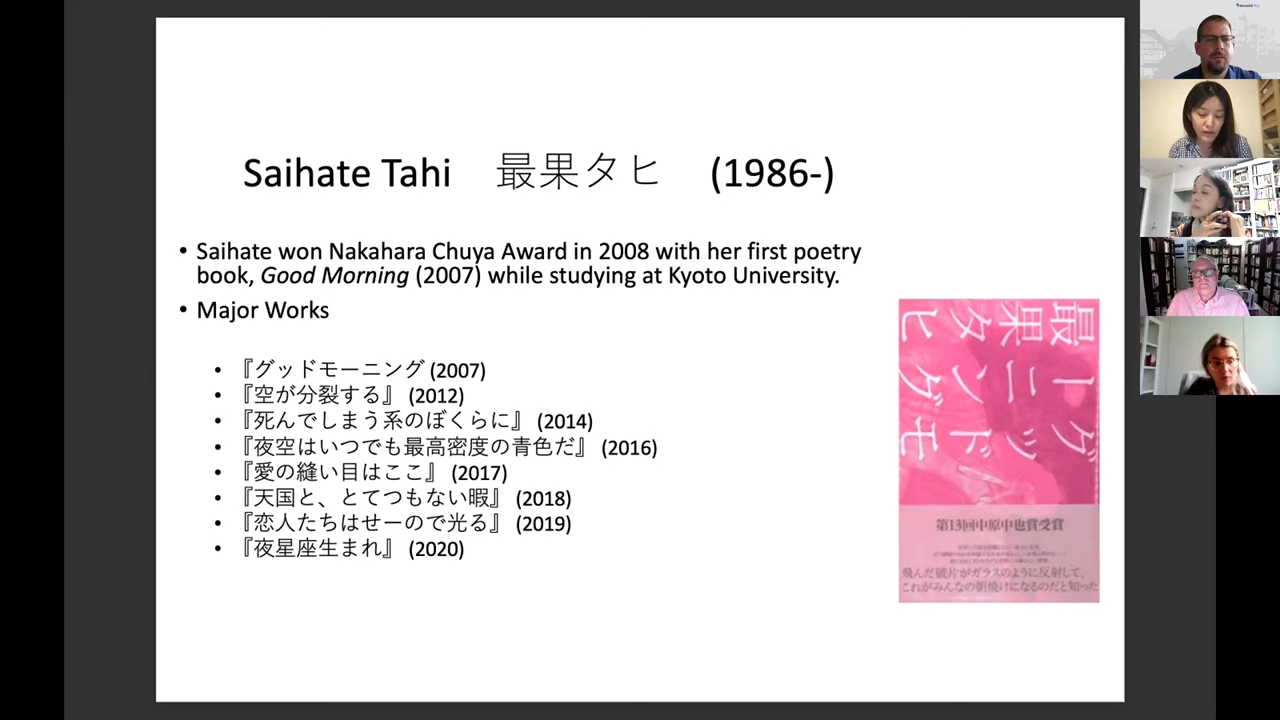 Saihate Tahi 最果タヒ (1986-)
• Saihate won Nakahara Chuya Award in 2008 with her first poetry
book, Good Morning (2007) while studying at Kyoto University.
• Major Works
• 『グッドモーニング (2007)
• 『空が分裂する』 (2012)
• 『死んでしまう系のぼくらに』 (2014)
• 『夜空はいつでも最高密度の青色だ』 (2016)
• 『愛の縫い目はここ』 (2017)
• 『天国と、とてつもない暇』 (2018)
• 『恋人たちはせーので光る』 (2019)
• 『夜星座生まれ』 (2020)
最果タヒ
グッドモーニング
第13回中原中也賞受賞
飛んだ破片がガラスのように反射して、
これがみんなの朝焼けになるのだと知った